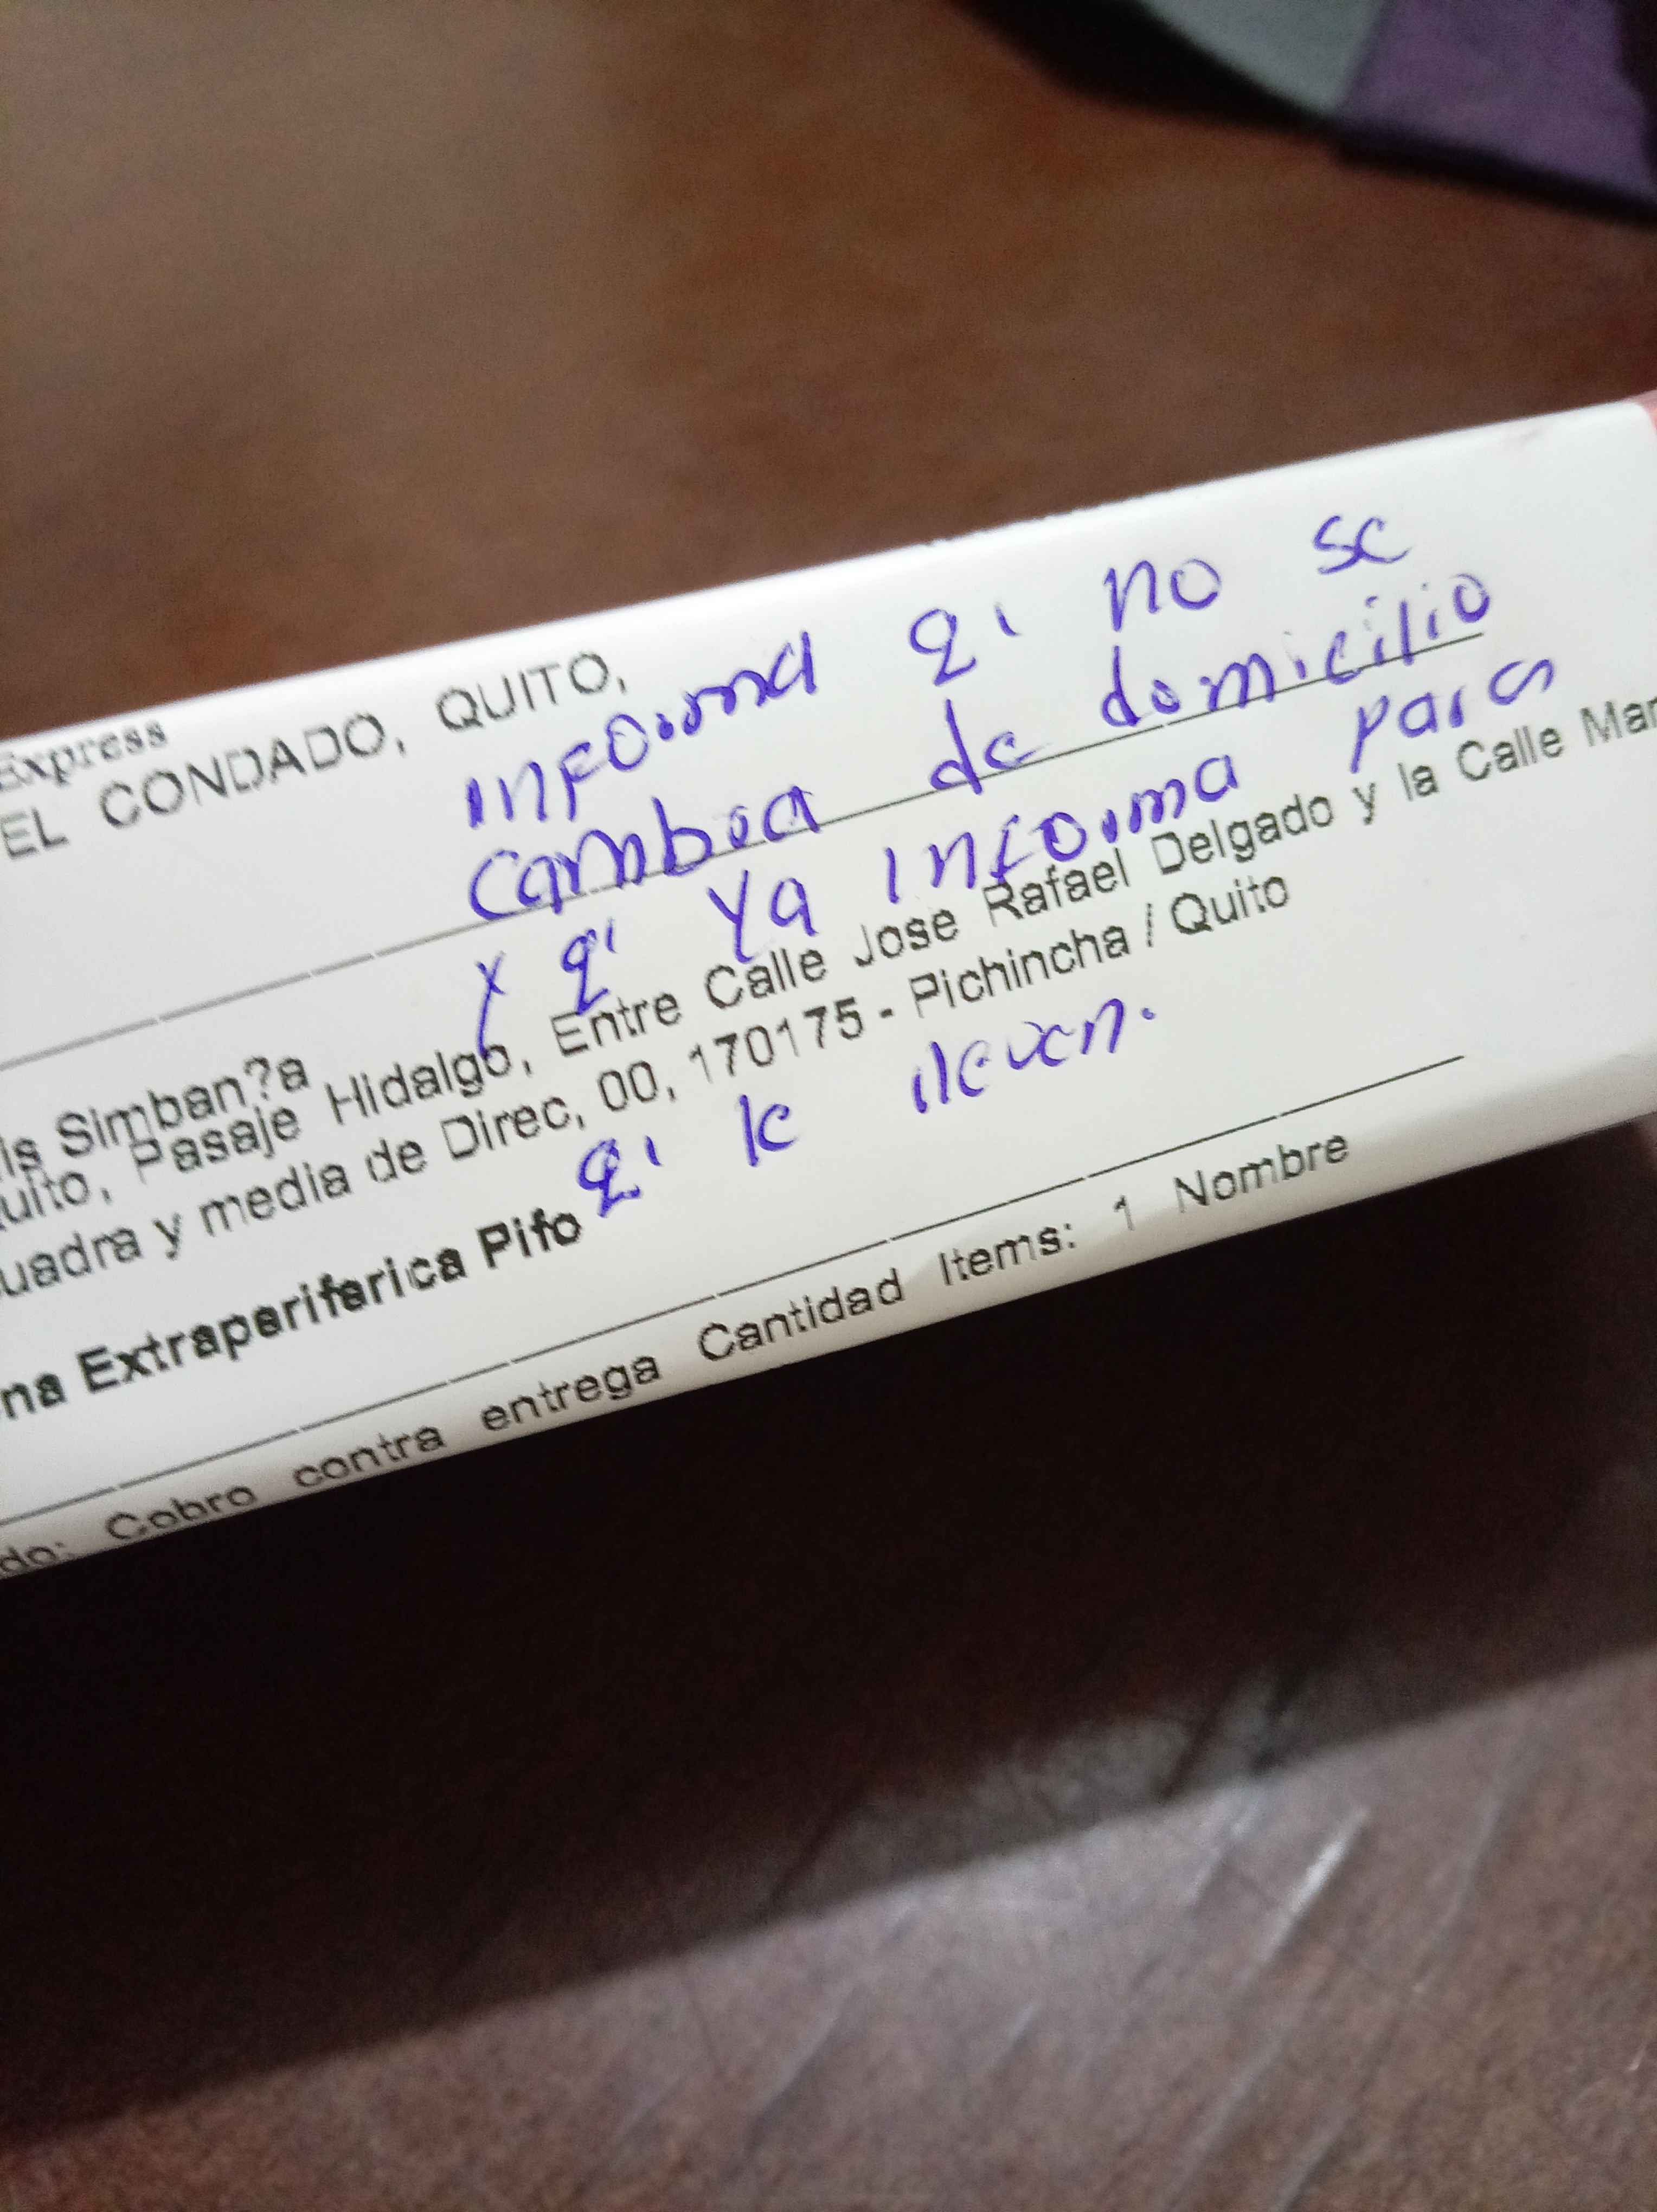 Express
EL CONDADO, QUITO,
informa q' no se
cambea de domicilio
y q' ya informa para
is Simban?a
uito, Pasaje Hidalgo, Entre Calle Jose Rafael Delgado y la Calle Mar
uadra y media de Direc, 00, 170175 - Pichincha / Quito
q' le lleven.
na Extraperiferica Pifo
do: Cobro contra entrega Cantidad Items: 1 Nombre